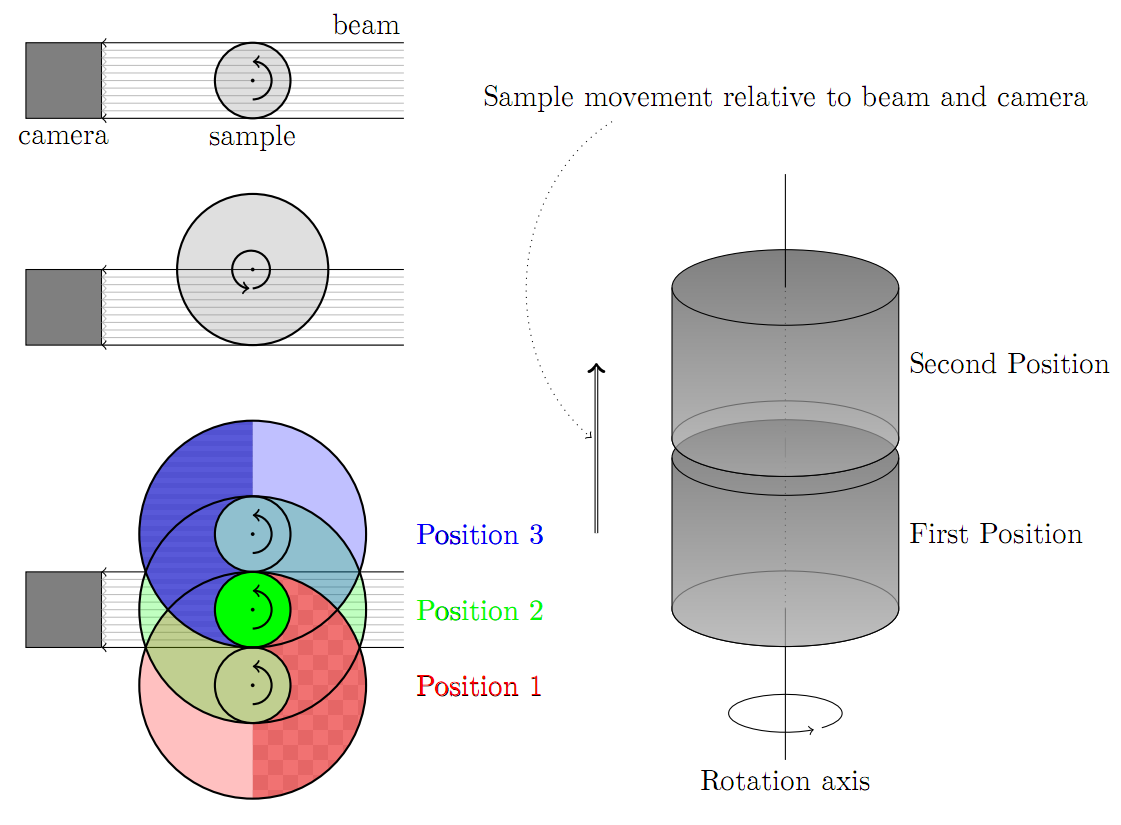 beam
camera
sample
Sample movement relative to beam and camera
Second Position
First Position
Position 3
Position 2
Position 1
Rotation axis